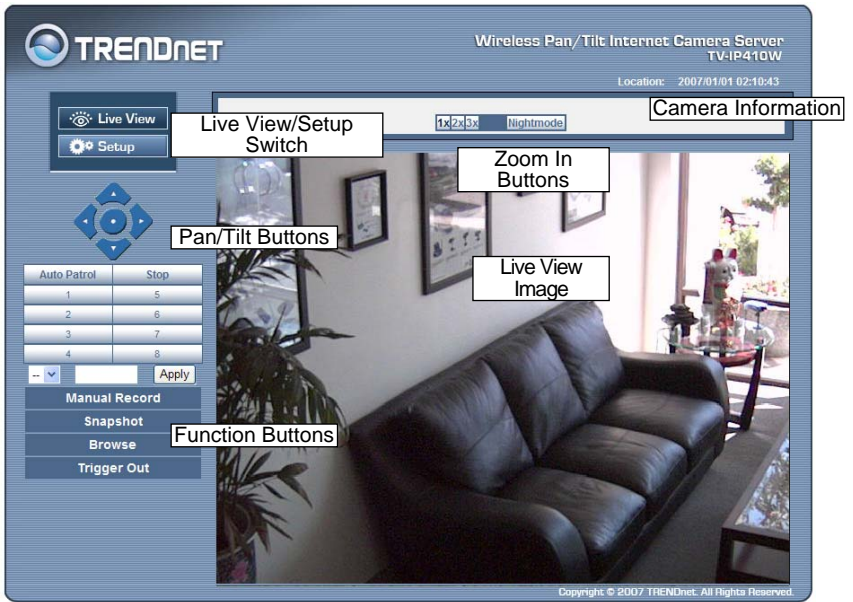 TRENDNET
Wireless Pan/Tilt Internet Camera Server
TV-IP410W
Location: 2007/01/01 02:10:43
Camera Information
Live View
Setup
Live View/Setup
Switch
1x 2x 3x Nightmode
Zoom In
Buttons
Pan/Tilt Buttons
Live View
Image
Auto Patrol Stop
1 5
2 6
3 7
4 8
-- Apply
Manual Record
Snapshot
Browse
Trigger Out
Function Buttons
Copyright © 2007 TRENDnet. All Rights Reserved.